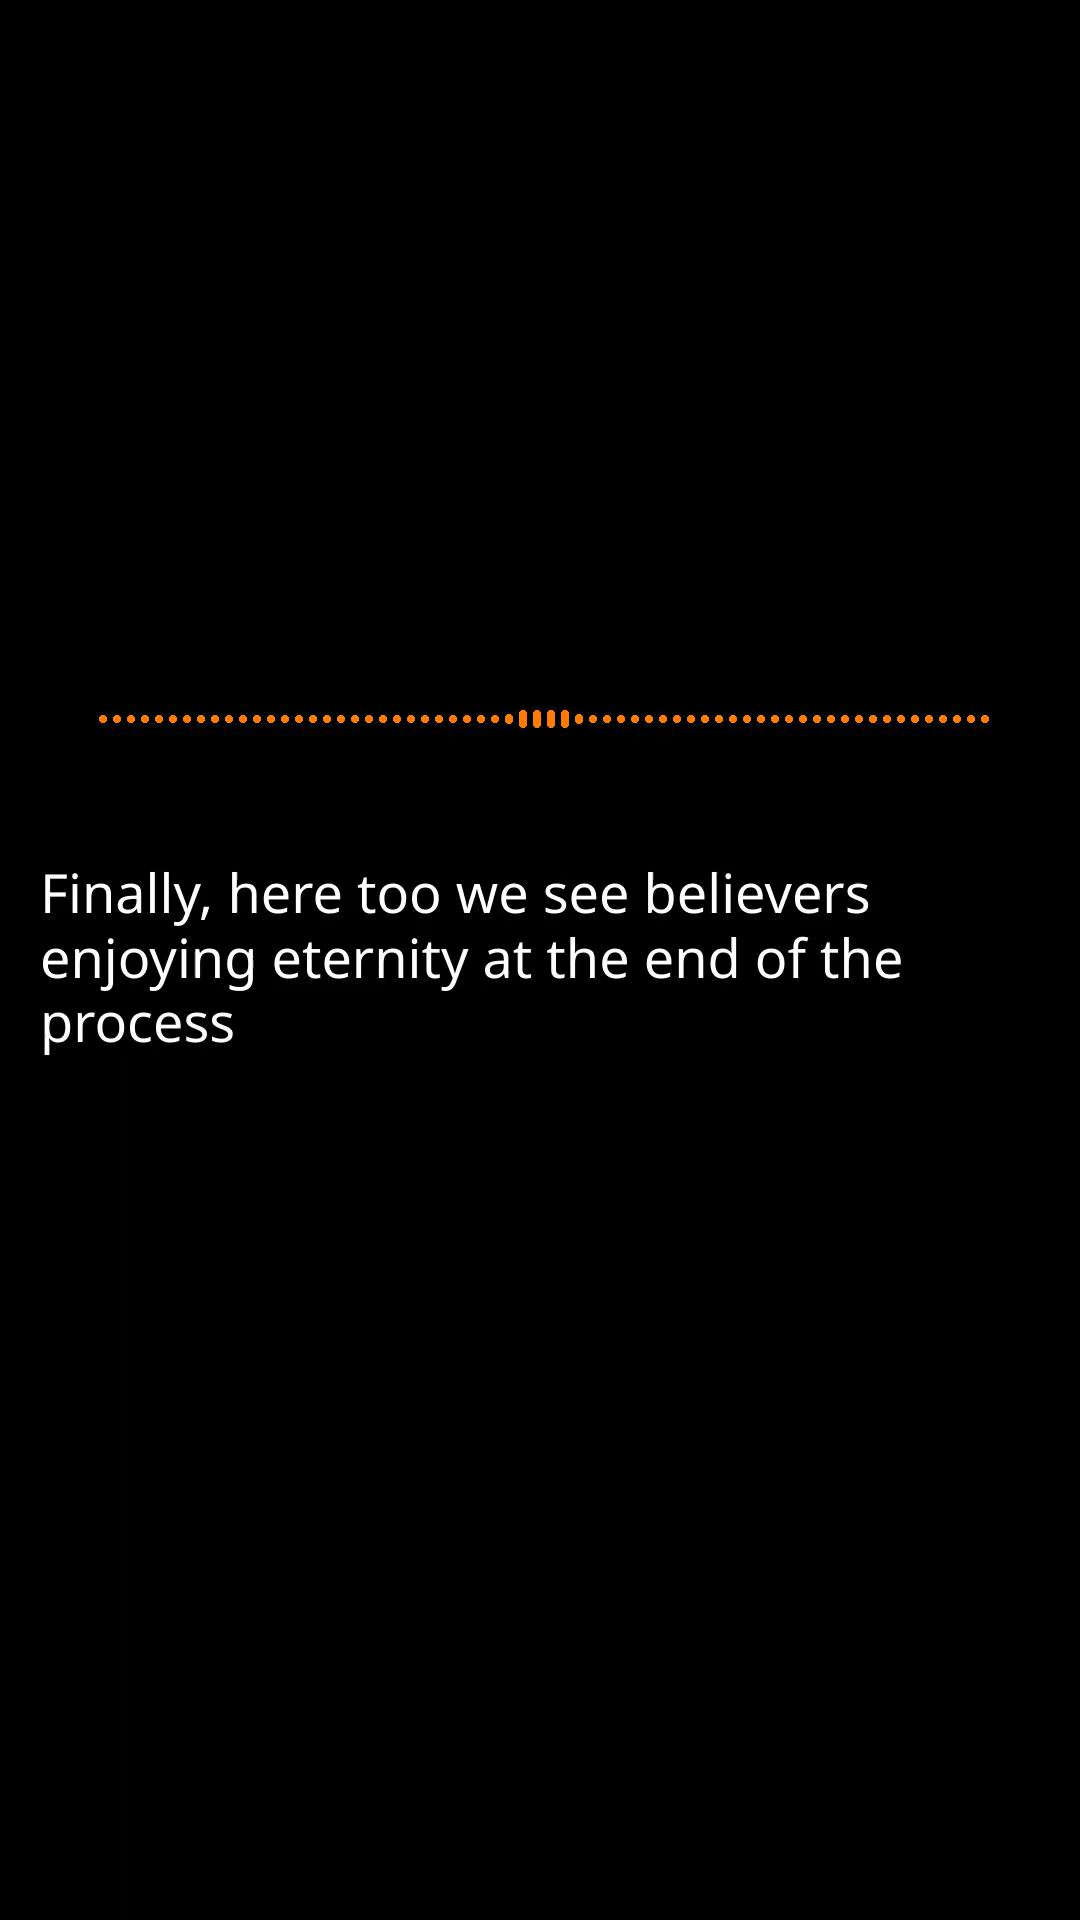 Finally, here too we see believers
enjoying eternity at the end of the
process